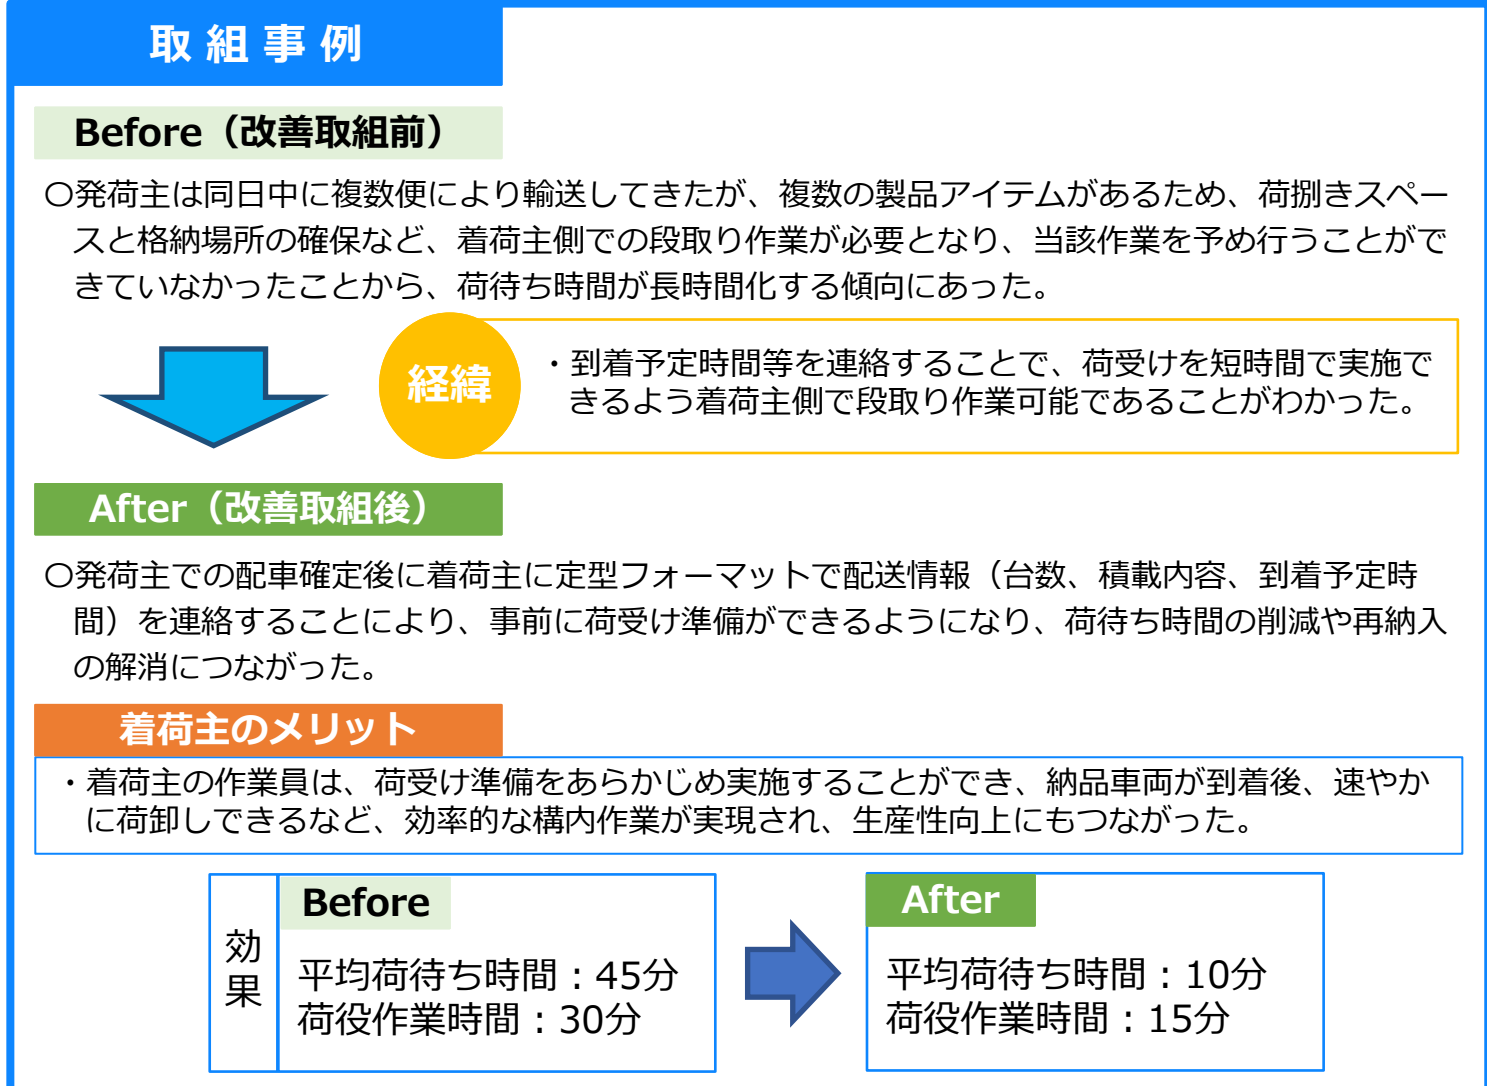 取組事例
Before（改善取組前）
〇発荷主は同日中に複数便により輸送してきたが、複数の製品アイテムがあるため、荷捌きスペー
スと格納場所の確保など、着荷主側での段取り作業が必要となり、当該作業を予め行うことがで
きていなかったことから、荷待ち時間が長時間化する傾向にあった。
経緯
・到着予定時間等を連絡することで、荷受けを短時間で実施で
きるよう着荷主側で段取り作業可能であることがわかった。
After（改善取組後）
〇発荷主での配車確定後に着荷主に定型フォーマットで配送情報（台数、積載内容、到着予定時
間）を連絡することにより、事前に荷受け準備ができるようになり、荷待ち時間の削減や再納入
の解消につながった。
着荷主のメリット
・着荷主の作業員は、荷受け準備をあらかじめ実施することができ、納品車両が到着後、速やか
に荷卸しできるなど、効率的な構内作業が実現され、生産性向上にもつながった。
効果
Before
平均荷待ち時間：45分
荷役作業時間：30分
After
平均荷待ち時間：10分
荷役作業時間：15分